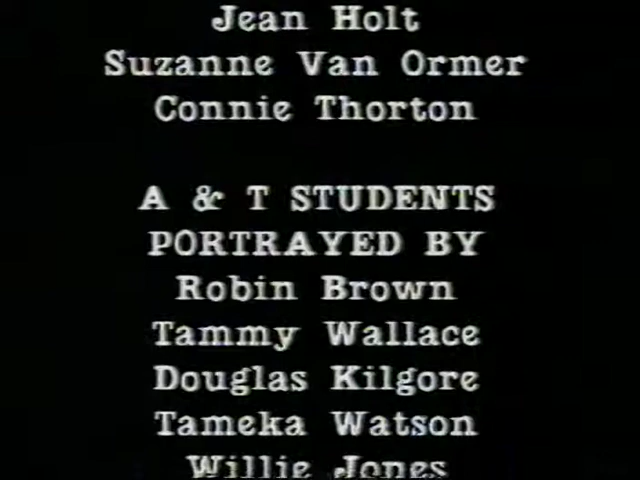 Jean Holt
Suzanne Van Ormer
Connie Thorton
A & T STUDENTS
PORTRAYED BY
Robin Brown
Tammy Wallace
Douglas Kilgore
Tameka Watson
Willie Jones